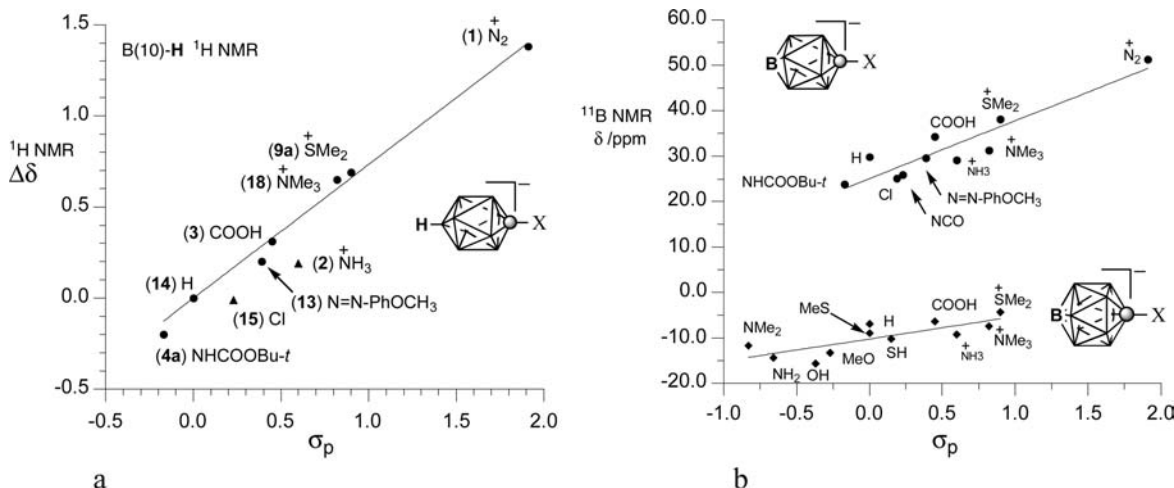 B(10)-H ¹H NMR
(1) N₂⁺
(9a) SMe₂⁺
(18) NMe₃⁺
(3) COOH
(2) NH₃⁺
(14) H
(13) N=N-PhOCH₃
(15) Cl
(4a) NHCOOBu-t
H
X
−
¹H NMR
Δδ
1.5
1.0
0.5
0.0
-0.5
-0.5 0.0 0.5 1.0 1.5 2.0
σp
a
¹¹B NMR
δ /ppm
60.0
50.0
40.0
30.0
20.0
10.0
0.0
-10.0
-20.0
B
X
−
N₂⁺
SMe₂⁺
COOH
H
NMe₃⁺
NH3⁺
NHCOOBu-t
Cl
N=N-PhOCH₃
NCO
B
X
−
SMe₂⁺
COOH
MeS
H
NMe₂
NMe₃⁺
NH3⁺
SH
MeO
NH₂
OH
-1.0 -0.5 0.0 0.5 1.0 1.5 2.0
σp
b